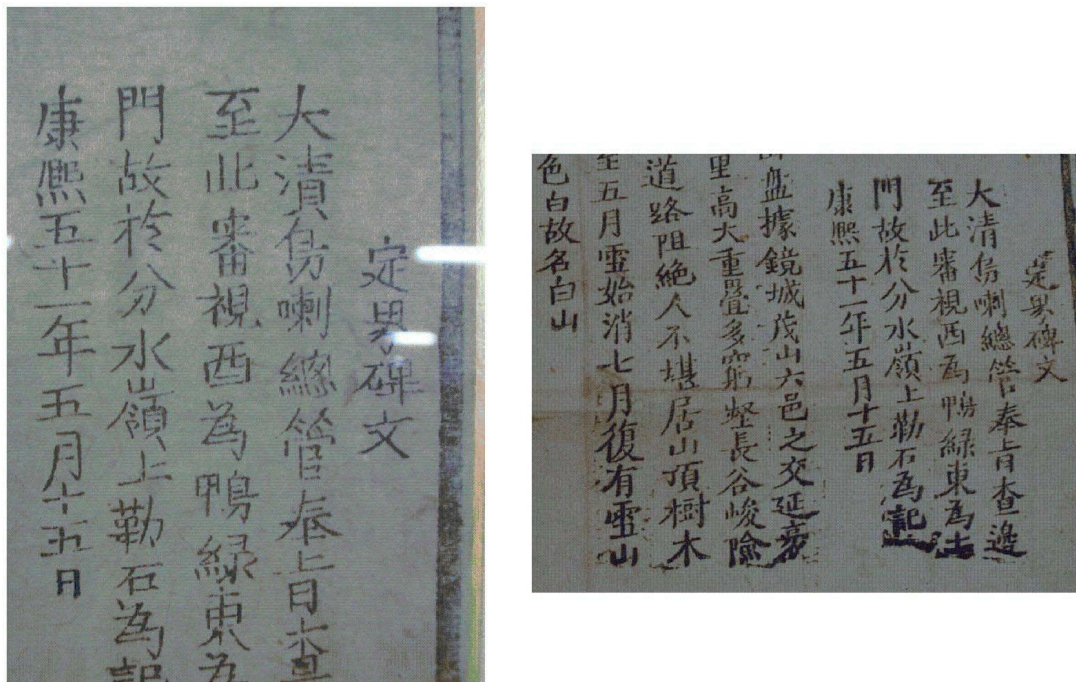 定界碑文
大清烏喇總管奉旨查
至此審視西為鴨綠東為
門故於分水嶺上勒石為記
康熙五十一年五月十五日
定界碑文
大清烏喇總管奉旨查邊
至此審視西為鴨綠東為土
門故於分水嶺上勒石為記
康熙五十一年五月十五日
山盤據鏡城茂山六邑之交延袤
里高大重疊多窮壑長谷峻險
道路阻絶人不堪居山頂樹木
至五月雪始消七月復有雪山
色白故名白山